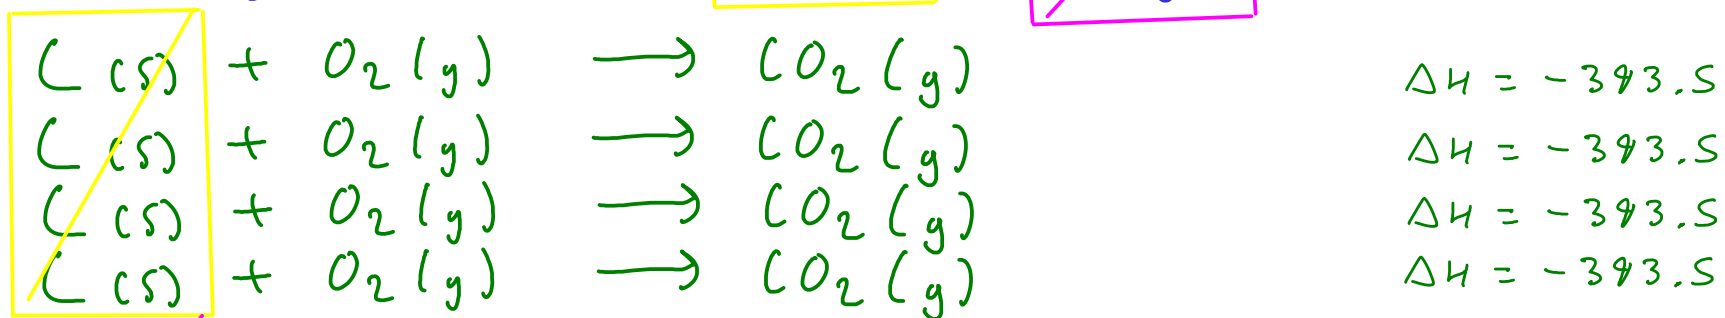 C(s) + O₂(g) ⟶ CO₂(g) ΔH = -393.5
C(s) + O₂(g) ⟶ CO₂(g) ΔH = -393.5
C(s) + O₂(g) ⟶ CO₂(g) ΔH = -393.5
C(s) + O₂(g) ⟶ CO₂(g) ΔH = -393.5